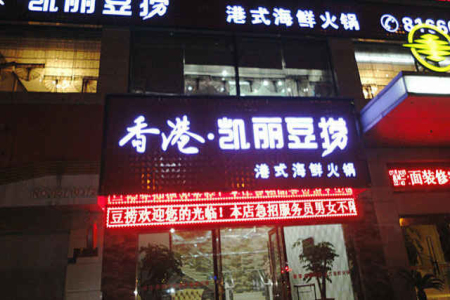 凯丽豆捞
港式海鲜火锅
8166
香港·凯丽豆捞
港式海鲜火锅
豆捞欢迎您的光临!本店急招服务员男女不限
面装修